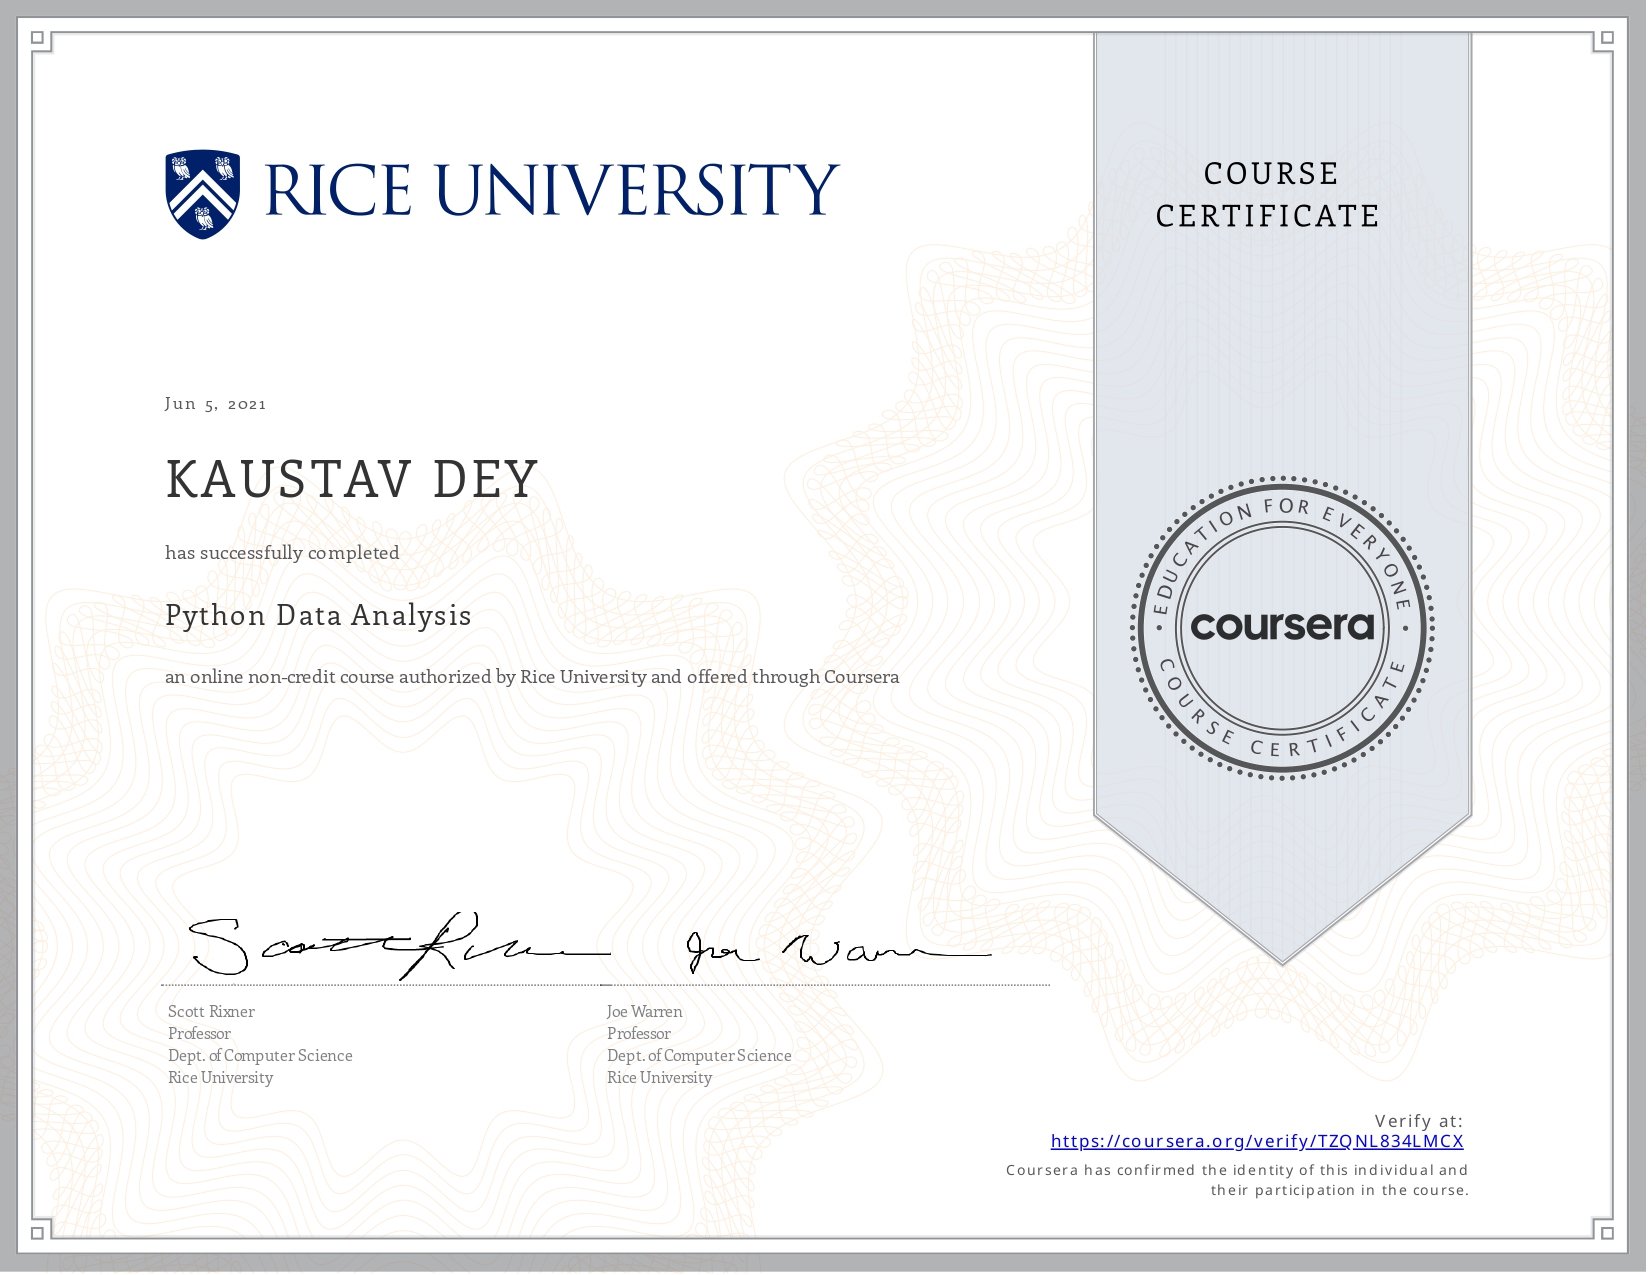 RICE UNIVERSITY
COURSE
CERTIFICATE
Jun 5, 2021
KAUSTAV DEY
has successfully completed
Python Data Analysis
an online non-credit course authorized by Rice University and offered through Coursera
EDUCATION FOR EVERYONE
coursera
COURSE CERTIFICATE
Scott Rixner
Joe Warren
Scott Rixner
Professor
Dept. of Computer Science
Rice University
Joe Warren
Professor
Dept. of Computer Science
Rice University
Verify at:
https://coursera.org/verify/TZQNL834LMCX
Coursera has confirmed the identity of this individual and
their participation in the course.